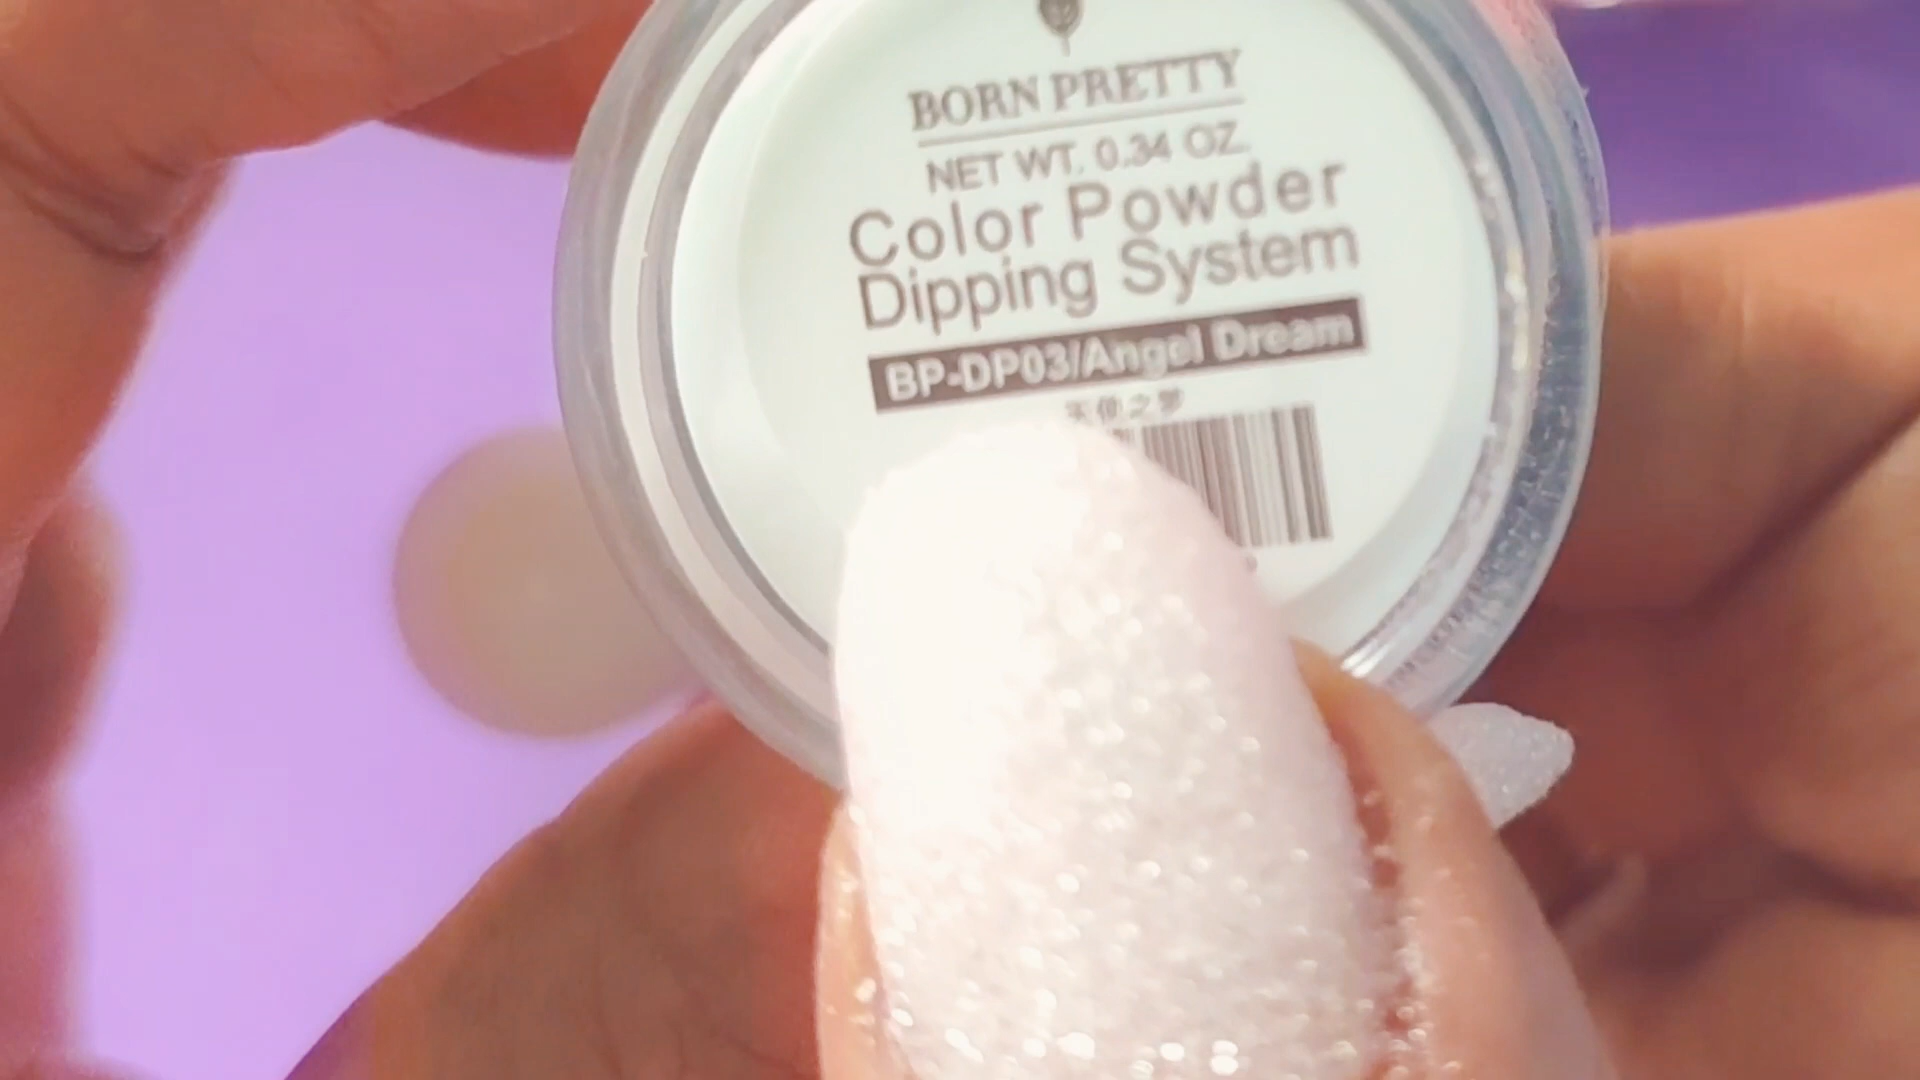 BORN PRETTY
NET WT. 0.34 OZ.
Color Powder
Dipping System
BP-DP03/Angel Dream
天使之梦